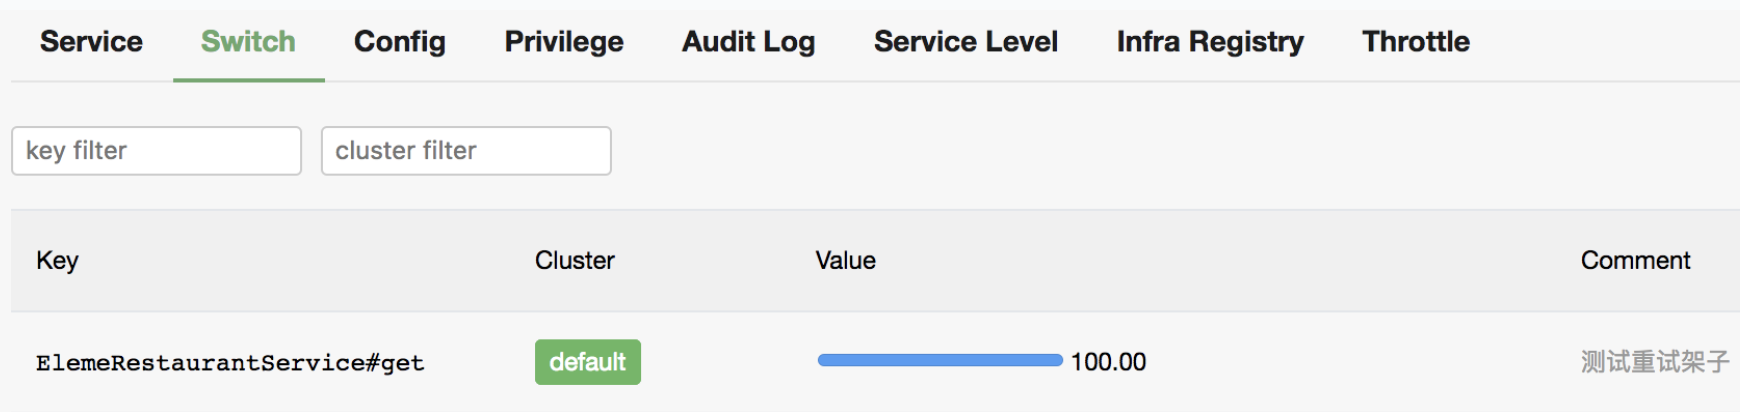 Service Switch Config Privilege Audit Log Service Level Infra Registry Throttle
key filter cluster filter
Key Cluster Value Comment
ElemeRestaurantService#get default 100.00 测试重试架子